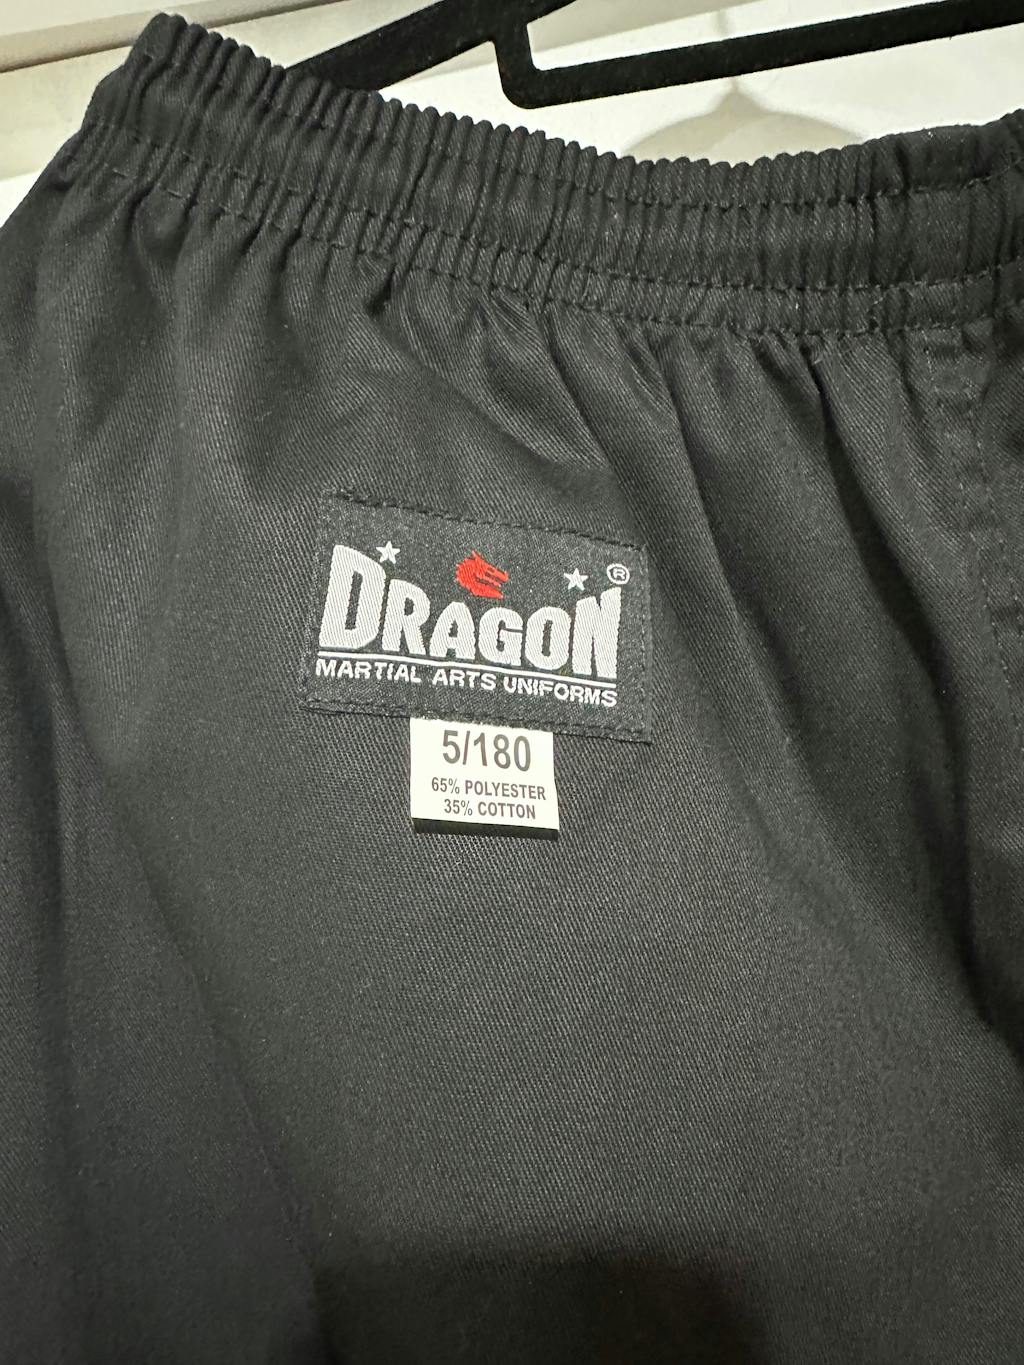 DRAGON®
MARTIAL ARTS UNIFORMS
5/180
65% POLYESTER
35% COTTON